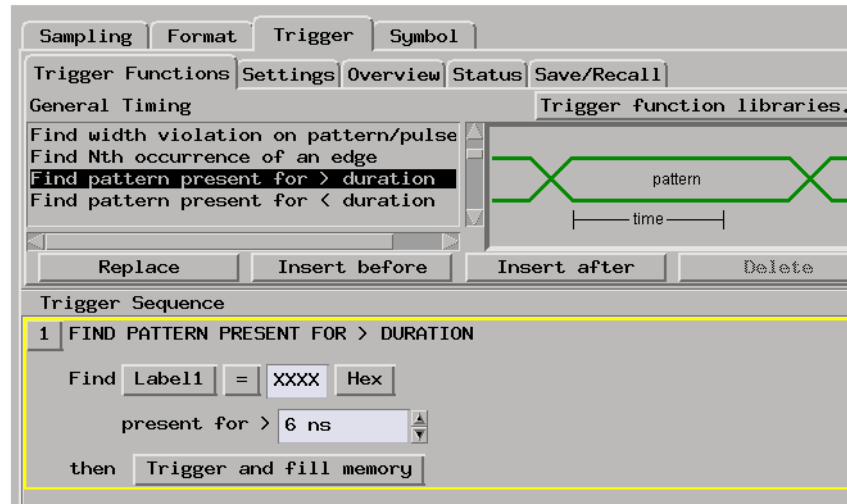 Sampling Format Trigger Symbol
Trigger Functions Settings Overview Status Save/Recall
General Timing Trigger function libraries.
Find width violation on pattern/pulse
Find Nth occurrence of an edge
Find pattern present for > duration
Find pattern present for < duration
pattern
time
Replace Insert before Insert after Delete
Trigger Sequence
1 FIND PATTERN PRESENT FOR > DURATION
Find Label1 = XXXX Hex
present for > 6 ns
then Trigger and fill memory